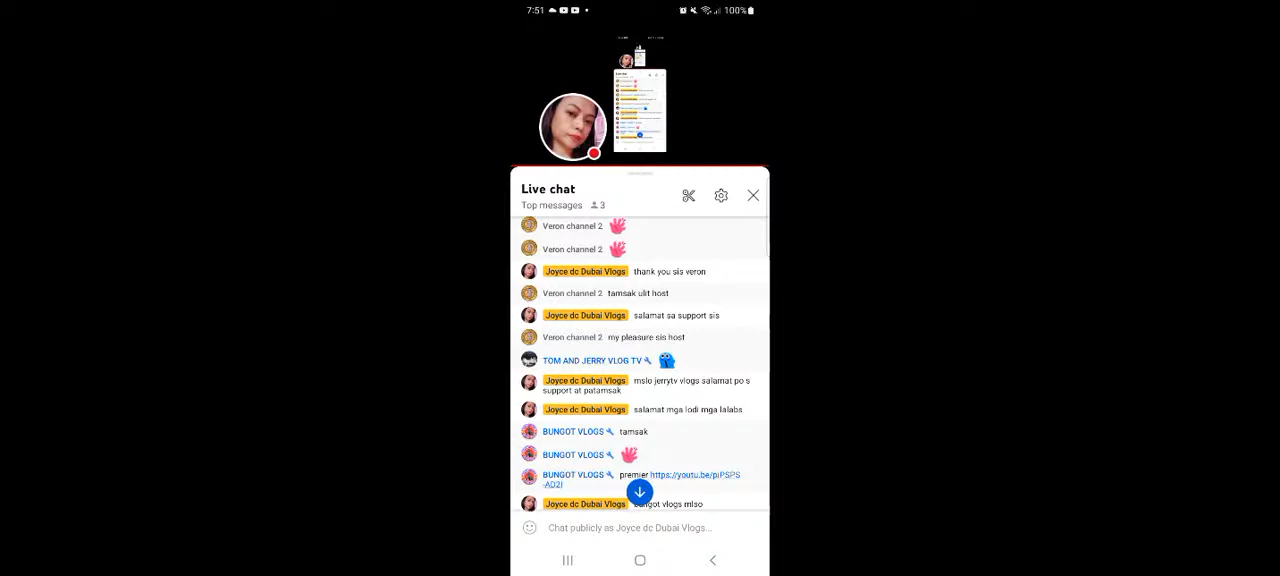 7:51
100%
Live chat
Top messages 3
Veron channel 2
Veron channel 2
Joyce dc Dubai Vlogs thank you sis veron
Veron channel 2 tamsak ulit host
Joyce dc Dubai Vlogs salamat sa support sis
Veron channel 2 my pleasure sis host
TOM AND JERRY VLOG TV
Joyce dc Dubai Vlogs mslo jerrytv vlogs salamat po s
support at patamsak
Joyce dc Dubai Vlogs salamat mga lodi mga lalabs
BUNGOT VLOGS tamsak
BUNGOT VLOGS
BUNGOT VLOGS premier https://youtu.be/piPSPS
-AD2I
Joyce dc Dubai Vlogs bungot vlogs mlso
Chat publicly as Joyce dc Dubai Vlogs...